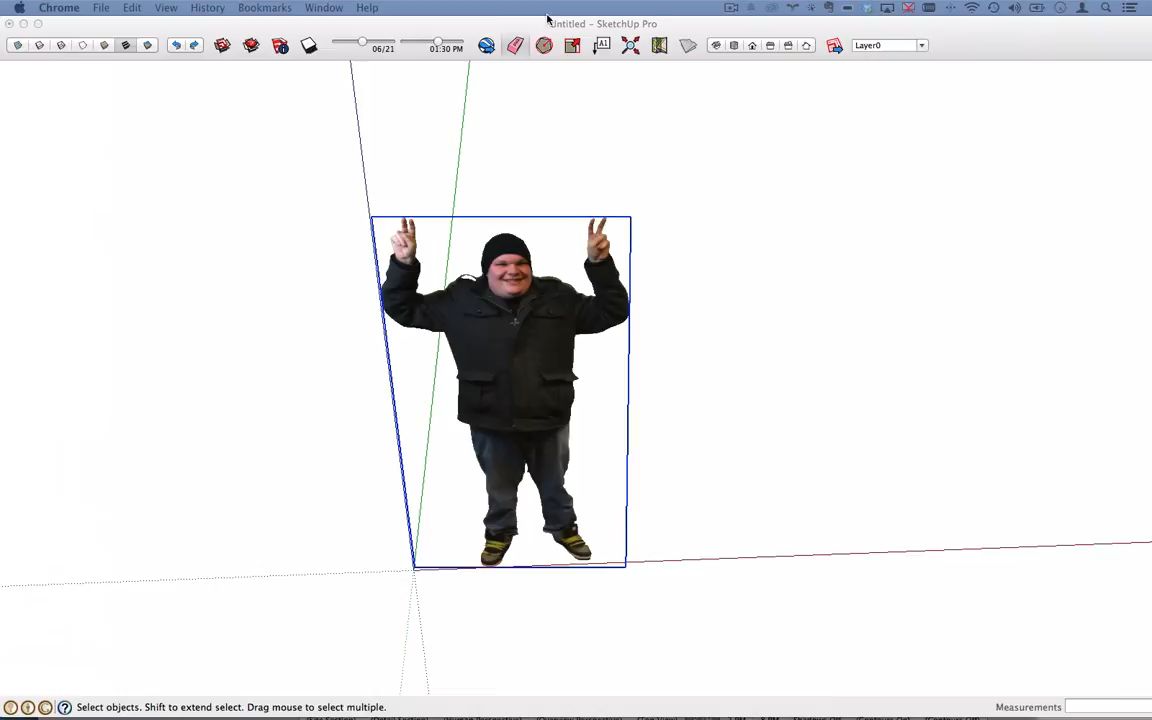 Chrome File Edit View History Bookmarks Window Help
Untitled – SketchUp Pro
06/21 01:30 PM A1 Layer0
Select objects. Shift to extend select. Drag mouse to select multiple. Measurements